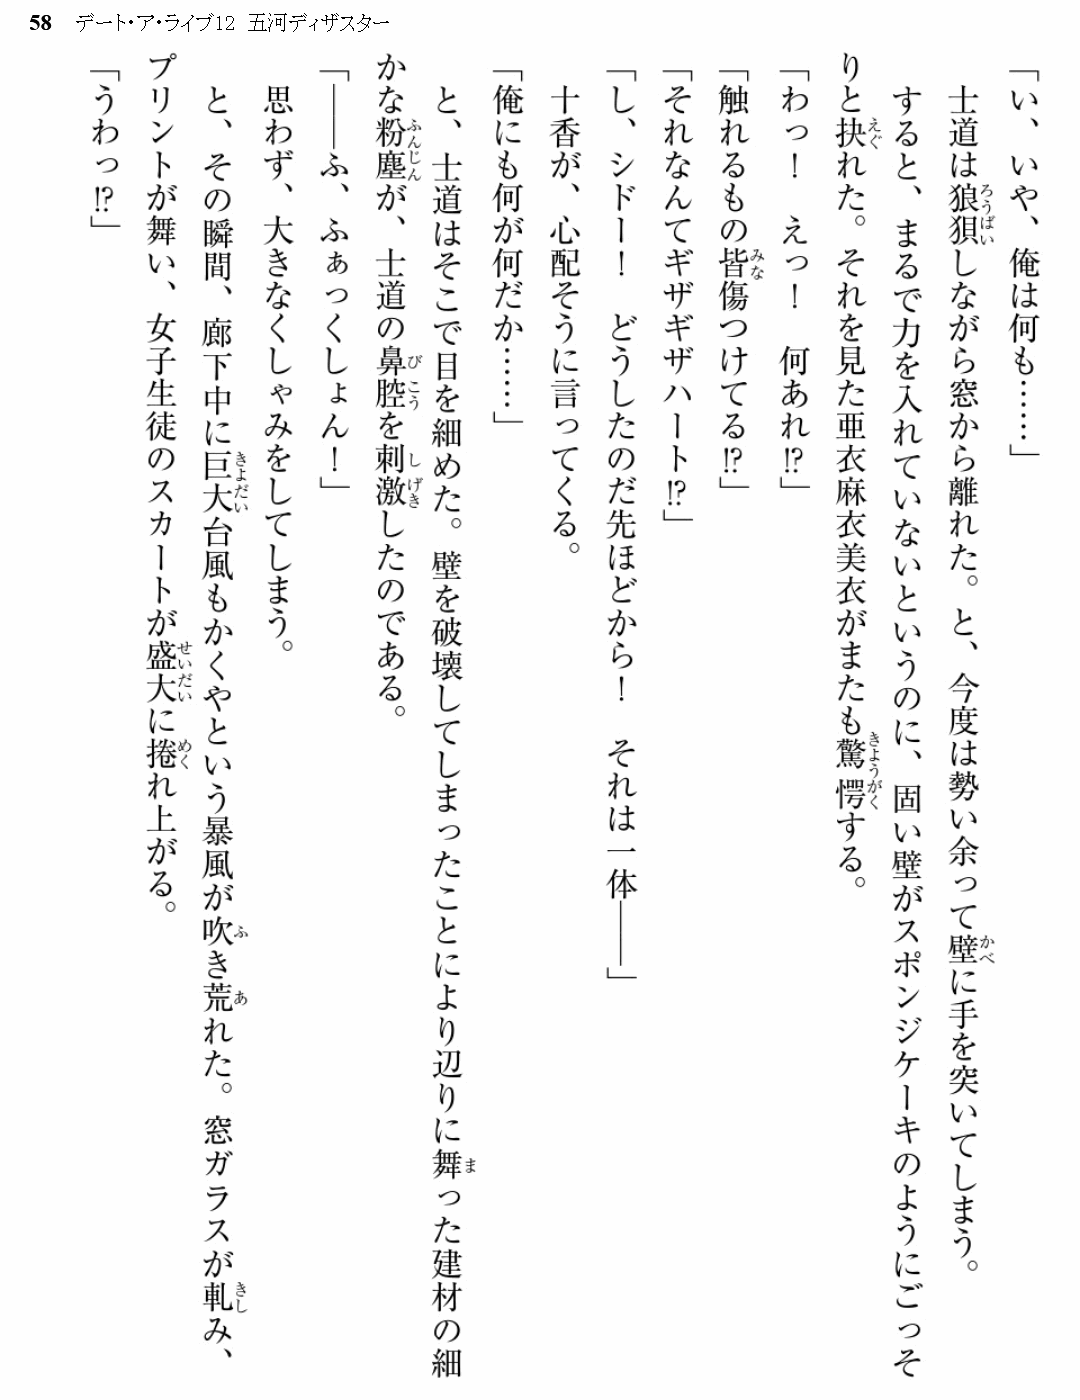 58 デート・ア・ライブ12 五河ディザスター
「い、いや、俺は何も……」
士道は狼狽しながら窓から離れた。と、今度は勢い余って壁に手を突いてしまう。
すると、まるで力を入れていないというのに、固い壁がスポンジケーキのようにごっそ
りと抉れた。それを見た亜衣麻衣美衣がまたも驚愕する。
「わっ！　えっ！　何あれ!?」
「触れるもの皆傷つけてる!?」
「それなんてギザギザハート!?」
「し、シドー！　どうしたのだ先ほどから！　それは一体――」
十香が、心配そうに言ってくる。
「俺にも何が何だか……」
と、士道はそこで目を細めた。壁を破壊してしまったことにより辺りに舞った建材の細
かな粉塵が、士道の鼻腔を刺激したのである。
「――ふ、ふぁっくしょん！」
思わず、大きなくしゃみをしてしまう。
と、その瞬間、廊下中に巨大台風もかくやという暴風が吹き荒れた。窓ガラスが軋み、
プリントが舞い、女子生徒のスカートが盛大に捲れ上がる。
「うわっ!?」